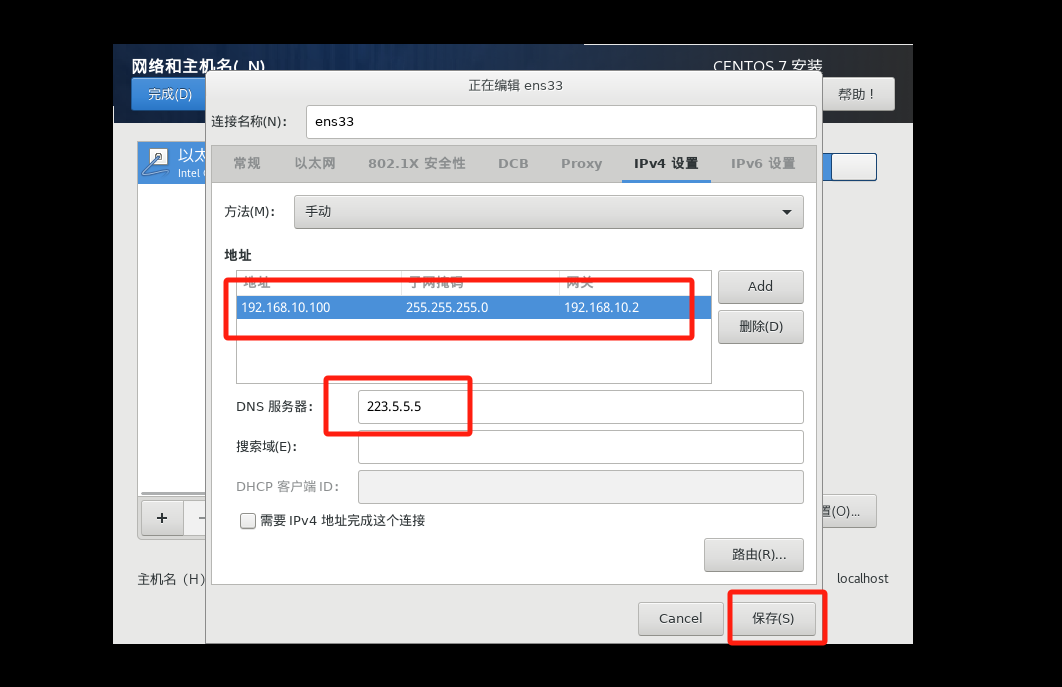 网络和主机名(_N)
CENTOS 7 安装
完成(D)
帮助！
正在编辑 ens33
连接名称(N)： ens33
常规 以太网 802.1X 安全性 DCB Proxy IPv4 设置 IPv6 设置
以太
Intel
方法(M)： 手动
地址
地址 子网掩码 网关
192.168.10.100 255.255.255.0 192.168.10.2
Add
删除(D)
DNS 服务器： 223.5.5.5
搜索域(E)：
DHCP 客户端 ID：
+ −
置(O)...
需要 IPv4 地址完成这个连接
路由(R)...
主机名（H）
localhost
Cancel
保存(S)